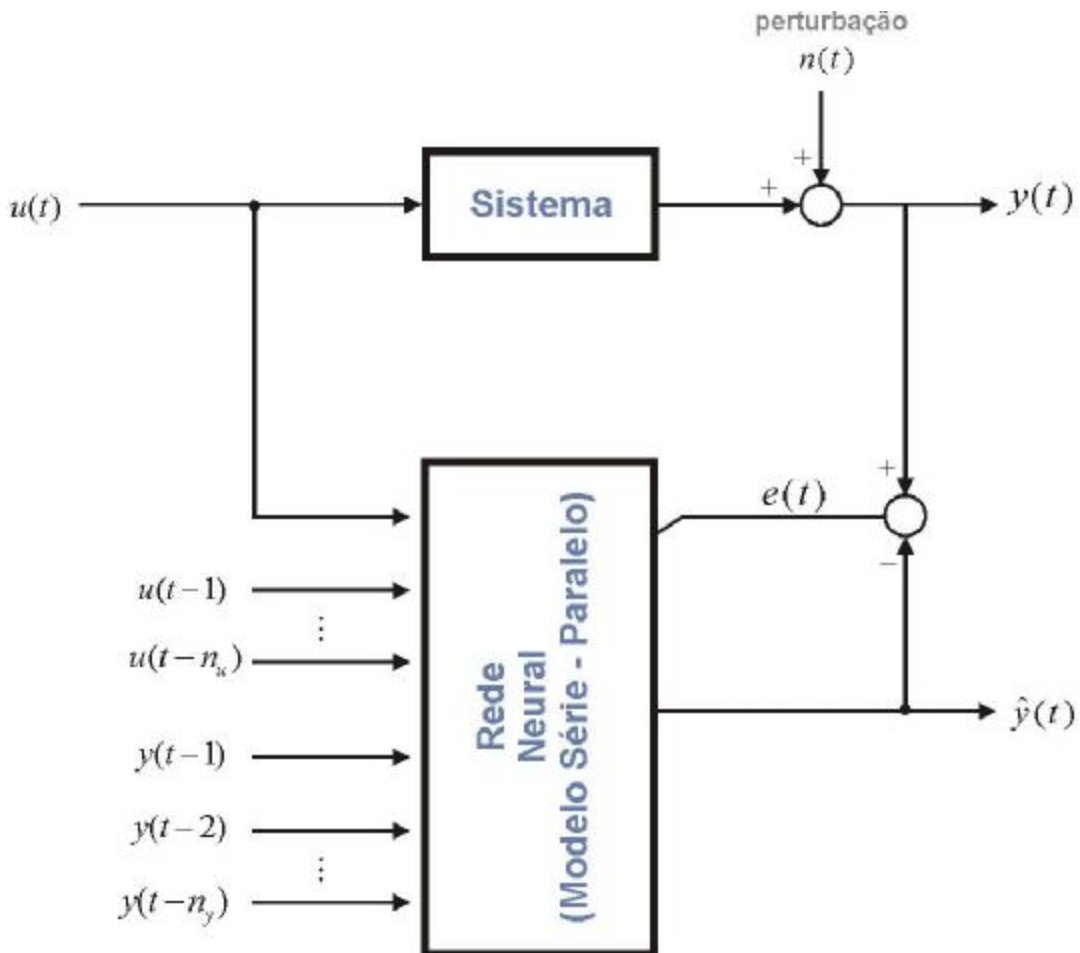 perturbação
n(t)
+
+
u(t)
Sistema
y(t)
+
e(t)
−
u(t−1)
⋮
u(t−n_u)
y(t−1)
y(t−2)
⋮
y(t−n_y)
Rede
Neural
(Modelo Série - Paralelo)
ŷ(t)